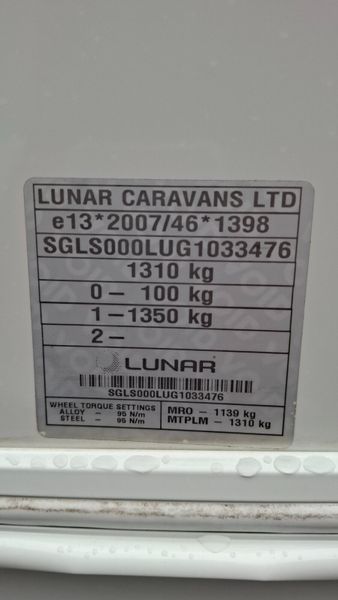 LUNAR CARAVANS LTD
e13*2007/46*1398
SGLS000LUG1033476
1310 kg
0 – 100 kg
1 – 1350 kg
2 –
LUNAR
SGLS000LUG1033476
WHEEL TORQUE SETTINGS
ALLOY – 95 N/m
STEEL – 95 N/m
MRO – 1139 kg
MTPLM – 1310 kg